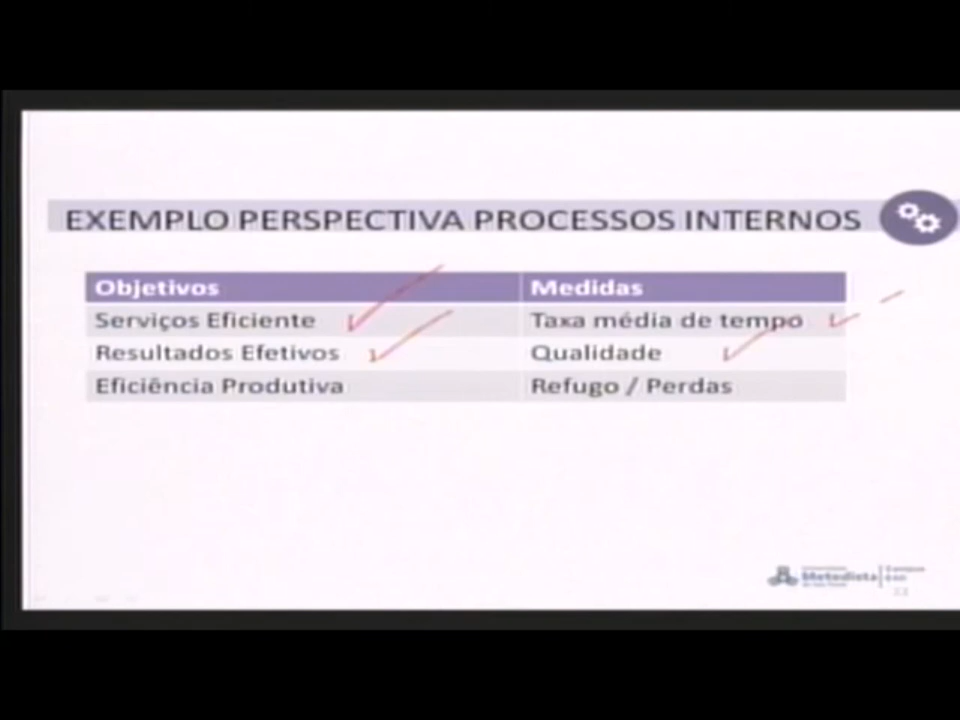 EXEMPLO PERSPECTIVA PROCESSOS INTERNOS
Objetivos Medidas
Serviços Eficiente Taxa média de tempo
Resultados Efetivos Qualidade
Eficiência Produtiva Refugo / Perdas
Metodista